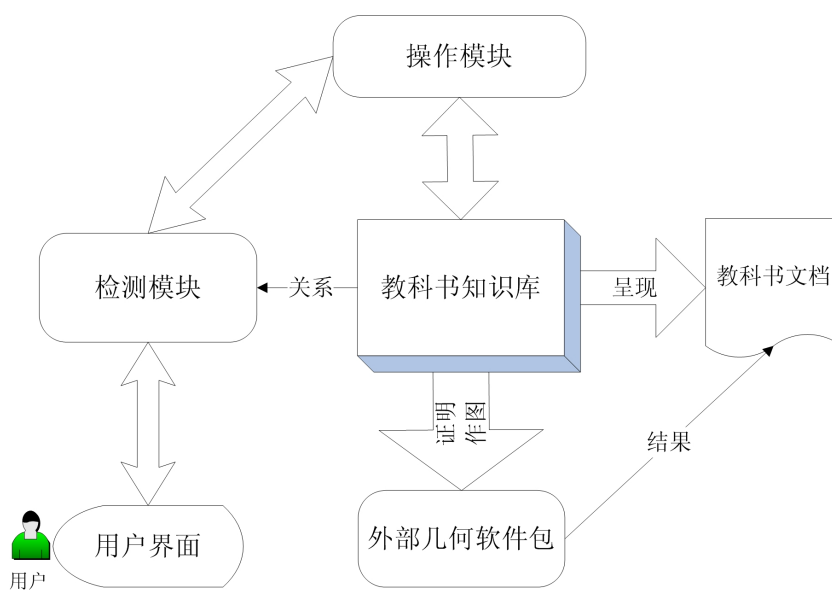 操作模块
检测模块
关系
教科书知识库
呈现
教科书文档
证明
作图
结果
用户界面
外部几何软件包
用户